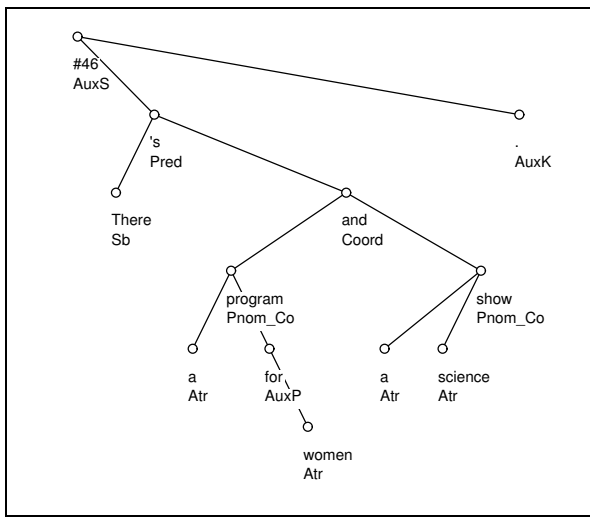 #46
AuxS
's
Pred
.
AuxK
There
Sb
and
Coord
program
Pnom_Co
show
Pnom_Co
a
Atr
for
AuxP
a
Atr
science
Atr
women
Atr